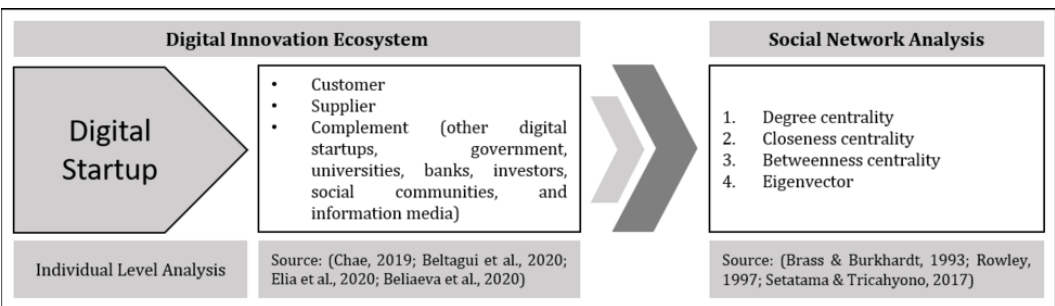 Digital Innovation Ecosystem
Social Network Analysis
Digital
Startup
• Customer
• Supplier
• Complement (other digital
startups, government,
universities, banks, investors,
social communities, and
information media)
1. Degree centrality
2. Closeness centrality
3. Betweenness centrality
4. Eigenvector
Individual Level Analysis
Source: (Chae, 2019; Beltagui et al., 2020;
Elia et al., 2020; Beliaeva et al., 2020)
Source: (Brass & Burkhardt, 1993; Rowley,
1997; Setatama & Tricahyono, 2017)